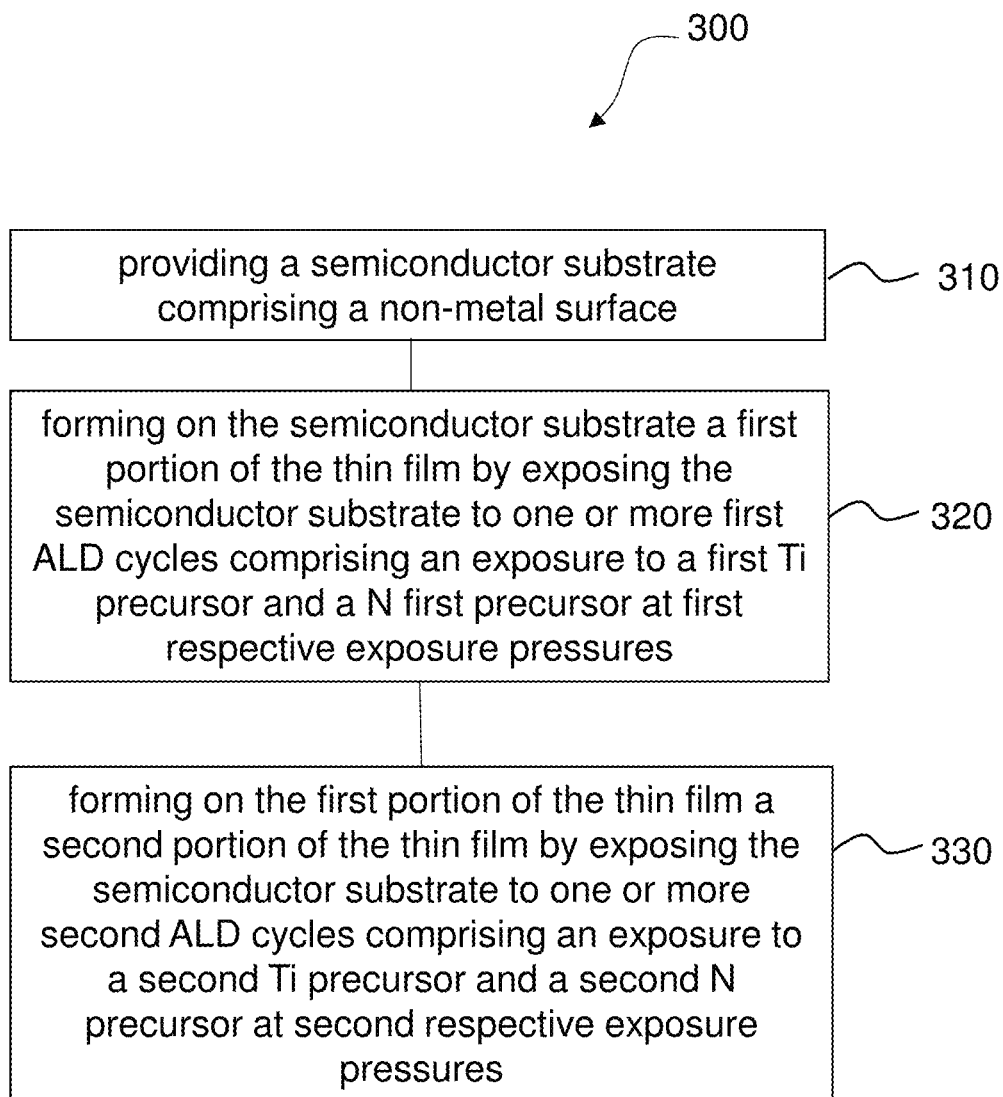 300
providing a semiconductor substrate
comprising a non-metal surface
310
forming on the semiconductor substrate a first
portion of the thin film by exposing the
semiconductor substrate to one or more first
ALD cycles comprising an exposure to a first Ti
precursor and a N first precursor at first
respective exposure pressures
320
forming on the first portion of the thin film a
second portion of the thin film by exposing the
semiconductor substrate to one or more
second ALD cycles comprising an exposure to
a second Ti precursor and a second N
precursor at second respective exposure
pressures
330